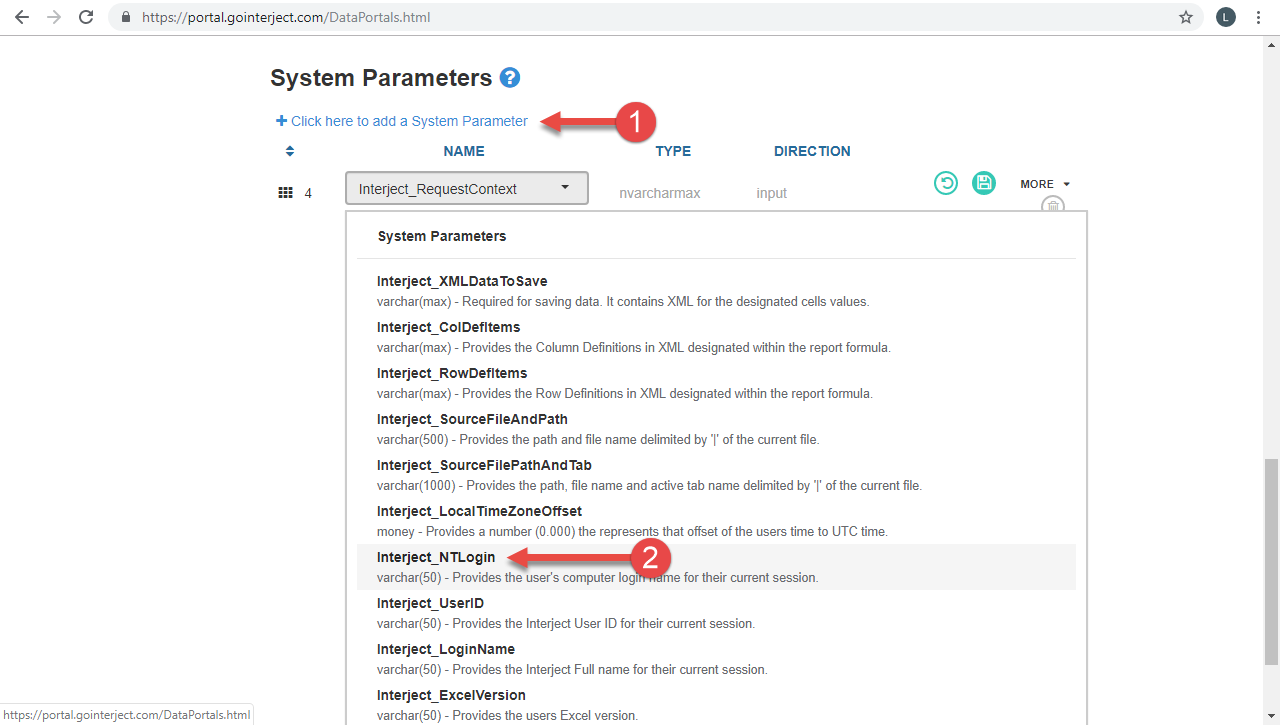 https://portal.gointerject.com/DataPortals.html
L
System Parameters ?
+ Click here to add a System Parameter
1
NAME TYPE DIRECTION
4 Interject_RequestContext nvarcharmax input MORE
System Parameters
Interject_XMLDataToSave
varchar(max) - Required for saving data. It contains XML for the designated cells values.
Interject_ColDefItems
varchar(max) - Provides the Column Definitions in XML designated within the report formula.
Interject_RowDefItems
varchar(max) - Provides the Row Definitions in XML designated within the report formula.
Interject_SourceFileAndPath
varchar(500) - Provides the path and file name delimited by '|' of the current file.
Interject_SourceFilePathAndTab
varchar(1000) - Provides the path, file name and active tab name delimited by '|' of the current file.
Interject_LocalTimeZoneOffset
money - Provides a number (0.000) the represents that offset of the users time to UTC time.
Interject_NTLogin
2
varchar(50) - Provides the user's computer login name for their current session.
Interject_UserID
varchar(50) - Provides the Interject User ID for their current session.
Interject_LoginName
varchar(50) - Provides the Interject Full name for their current session.
Interject_ExcelVersion
varchar(50) - Provides the users Excel version.
https://portal.gointerject.com/DataPortals.html